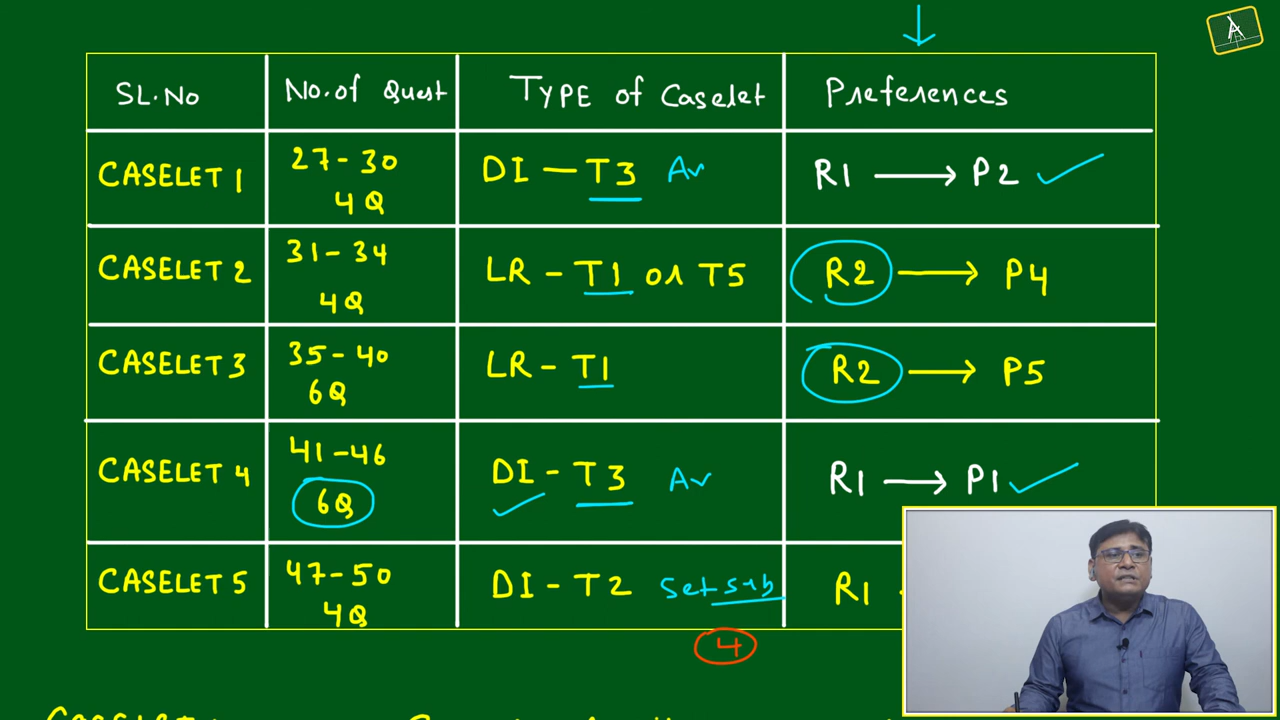 SL.No No.of Quest TYPE of Caselet Preferences
CASELET 1 27-30 4Q DI — T3 Av R1 → P2
CASELET 2 31-34 4Q LR - T1 or T5 R2 → P4
CASELET 3 35-40 6Q LR - T1 R2 → P5
CASELET 4 41-46 6Q DI - T3 Av R1 → P1
CASELET 5 47-50 4Q DI - T2 R1
4